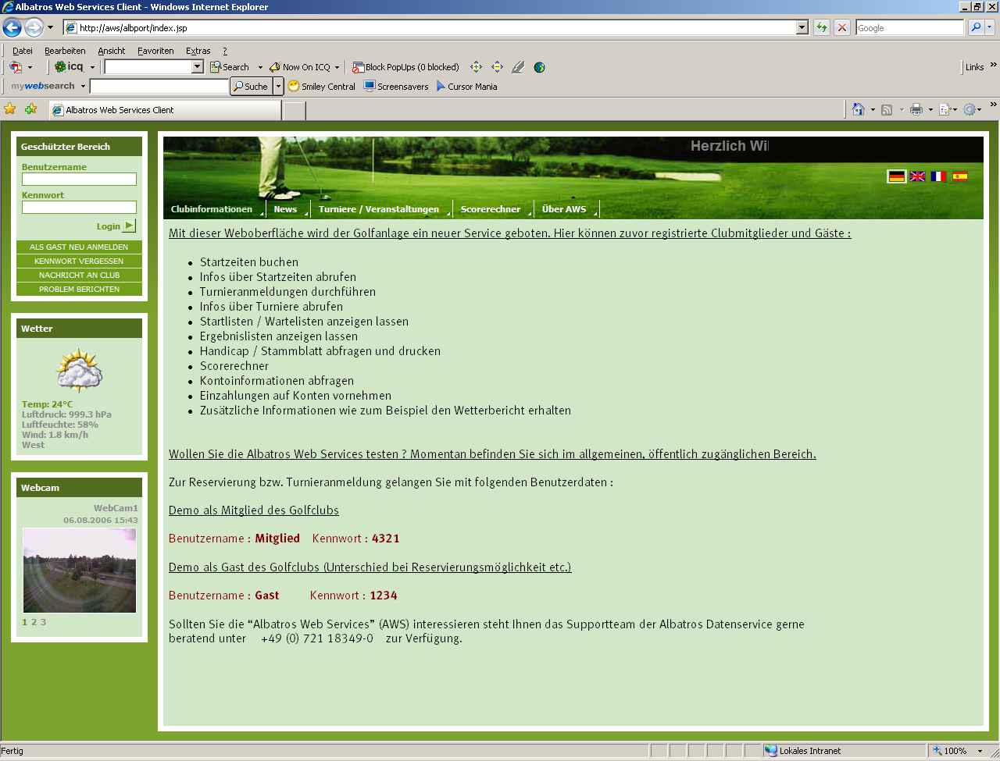 Albatros Web Services Client - Windows Internet Explorer
http://aws/albport/index.jsp
Google
Datei Bearbeiten Ansicht Favoriten Extras ?
icq Search Now On ICQ Block PopUps (0 blocked) Links
mywebsearch Suche Smiley Central Screensavers Cursor Mania
Albatros Web Services Client
Geschützter Bereich
Benutzername
Kennwort
Login
ALS GAST NEU ANMELDEN
KENNWORT VERGESSEN
NACHRICHT AN CLUB
PROBLEM BERICHTEN
Wetter
Temp: 24°C
Luftdruck: 999.3 hPa
Luftfeuchte: 58%
Wind: 1.8 km/h
West
Webcam
WebCam1
06.08.2006 15:43
1 2 3
Herzlich Wil
Clubinformationen News Turniere / Veranstaltungen Scorerechner Über AWS
Mit dieser Weboberfläche wird der Golfanlage ein neuer Service geboten. Hier können zuvor registrierte Clubmitglieder und Gäste :
• Startzeiten buchen
• Infos über Startzeiten abrufen
• Turnieranmeldungen durchführen
• Infos über Turniere abrufen
• Startlisten / Wartelisten anzeigen lassen
• Ergebnislisten anzeigen lassen
• Handicap / Stammblatt abfragen und drucken
• Scorerechner
• Kontoinformationen abfragen
• Einzahlungen auf Konten vornehmen
• Zusätzliche Informationen wie zum Beispiel den Wetterbericht erhalten
Wollen Sie die Albatros Web Services testen ? Momentan befinden Sie sich im allgemeinen, öffentlich zugänglichen Bereich.
Zur Reservierung bzw. Turnieranmeldung gelangen Sie mit folgenden Benutzerdaten :
Demo als Mitglied des Golfclubs
Benutzername : Mitglied Kennwort : 4321
Demo als Gast des Golfclubs (Unterschied bei Reservierungsmöglichkeit etc.)
Benutzername : Gast Kennwort : 1234
Sollten Sie die “Albatros Web Services” (AWS) interessieren steht Ihnen das Supportteam der Albatros Datenservice gerne
beratend unter +49 (0) 721 18349-0 zur Verfügung.
Fertig
Lokales Intranet
100%